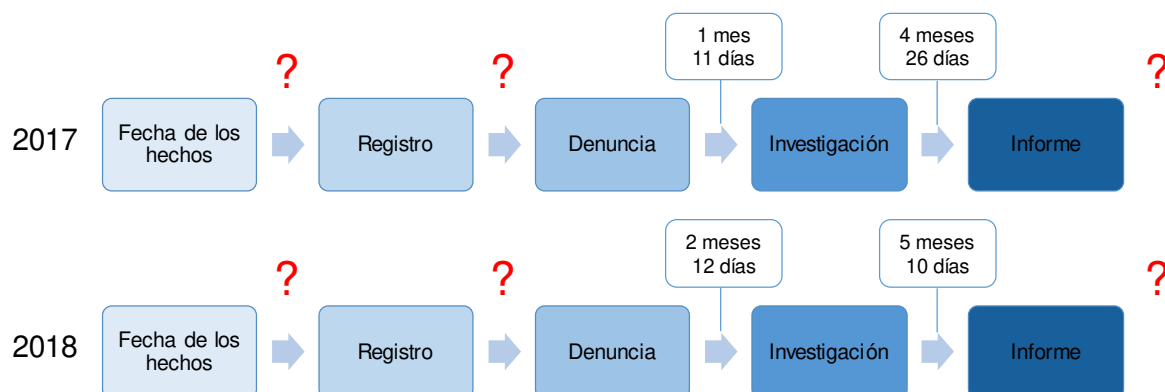 1 mes
11 días
4 meses
26 días
?
?
?
2017
Fecha de los
hechos
Registro
Denuncia
Investigación
Informe
2 meses
12 días
5 meses
10 días
?
?
?
2018
Fecha de los
hechos
Registro
Denuncia
Investigación
Informe